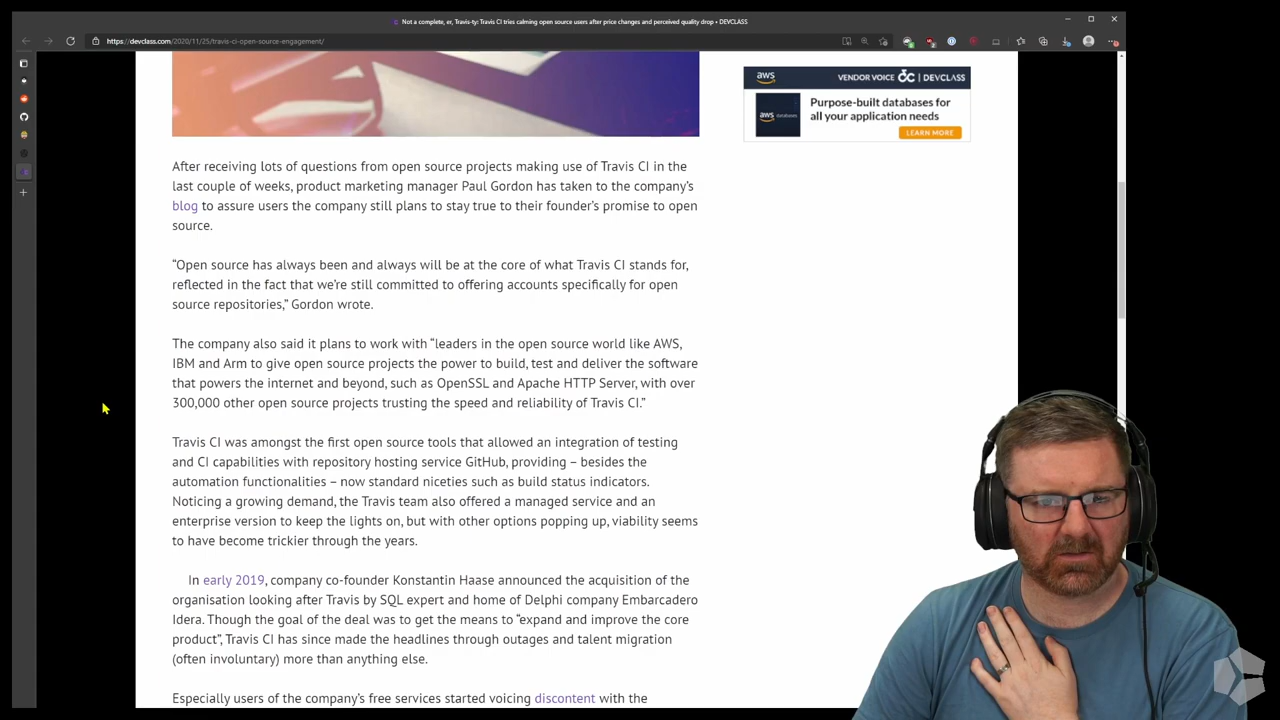 Not a complete, er, Travis-ty: Travis CI tries calming open source users after price changes and perceived quality drop • DEVCLASS
https://devclass.com/2020/11/25/travis-ci-open-source-engagement/
aws VENDOR VOICE DC | DEVCLASS
aws databases
Purpose-built databases for
all your application needs
LEARN MORE
After receiving lots of questions from open source projects making use of Travis CI in the
last couple of weeks, product marketing manager Paul Gordon has taken to the company’s
blog to assure users the company still plans to stay true to their founder’s promise to open
source.
“Open source has always been and always will be at the core of what Travis CI stands for,
reflected in the fact that we’re still committed to offering accounts specifically for open
source repositories,” Gordon wrote.
The company also said it plans to work with “leaders in the open source world like AWS,
IBM and Arm to give open source projects the power to build, test and deliver the software
that powers the internet and beyond, such as OpenSSL and Apache HTTP Server, with over
300,000 other open source projects trusting the speed and reliability of Travis CI.”
Travis CI was amongst the first open source tools that allowed an integration of testing
and CI capabilities with repository hosting service GitHub, providing – besides the
automation functionalities – now standard niceties such as build status indicators.
Noticing a growing demand, the Travis team also offered a managed service and an
enterprise version to keep the lights on, but with other options popping up, viability seems
to have become trickier through the years.
In early 2019, company co-founder Konstantin Haase announced the acquisition of the
organisation looking after Travis by SQL expert and home of Delphi company Embarcadero
Idera. Though the goal of the deal was to get the means to “expand and improve the core
product”, Travis CI has since made the headlines through outages and talent migration
(often involuntary) more than anything else.
Especially users of the company’s free services started voicing discontent with the